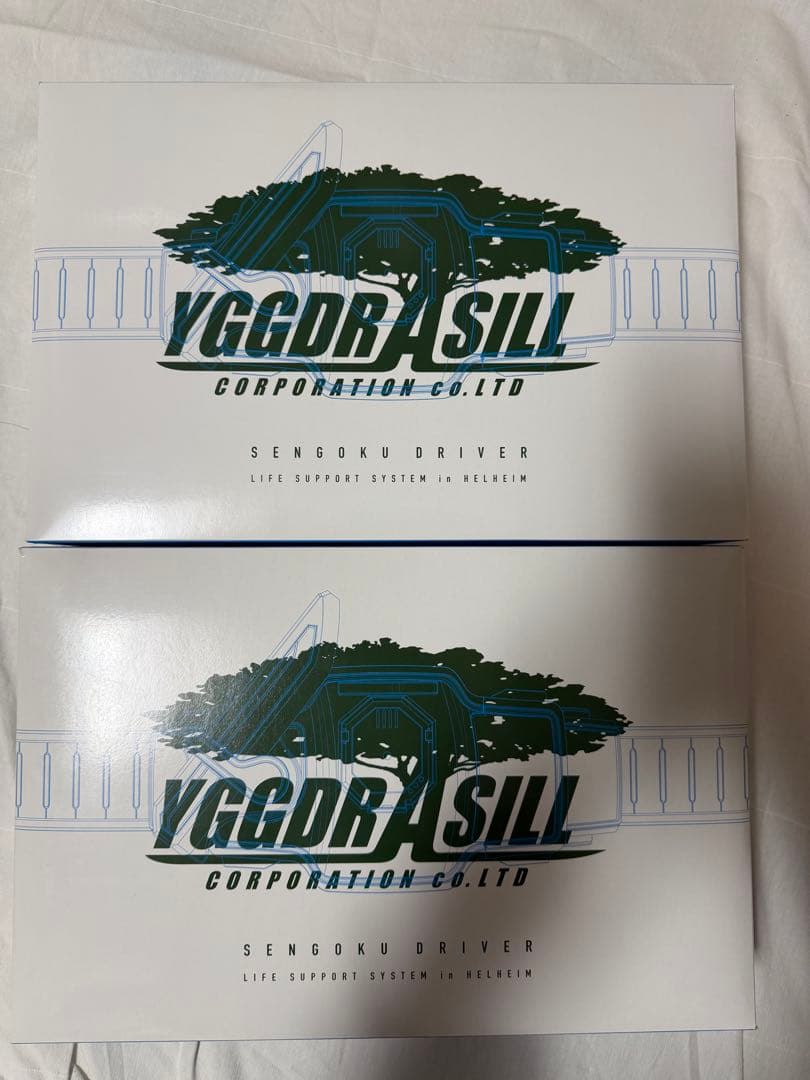 YGGDRASILL
CORPORATION co.LTD
SENGOKU DRIVER
LIFE SUPPORT SYSTEM in HELHEIM
YGGDRASILL
CORPORATION co.LTD
SENGOKU DRIVER
LIFE SUPPORT SYSTEM in HELHEIM